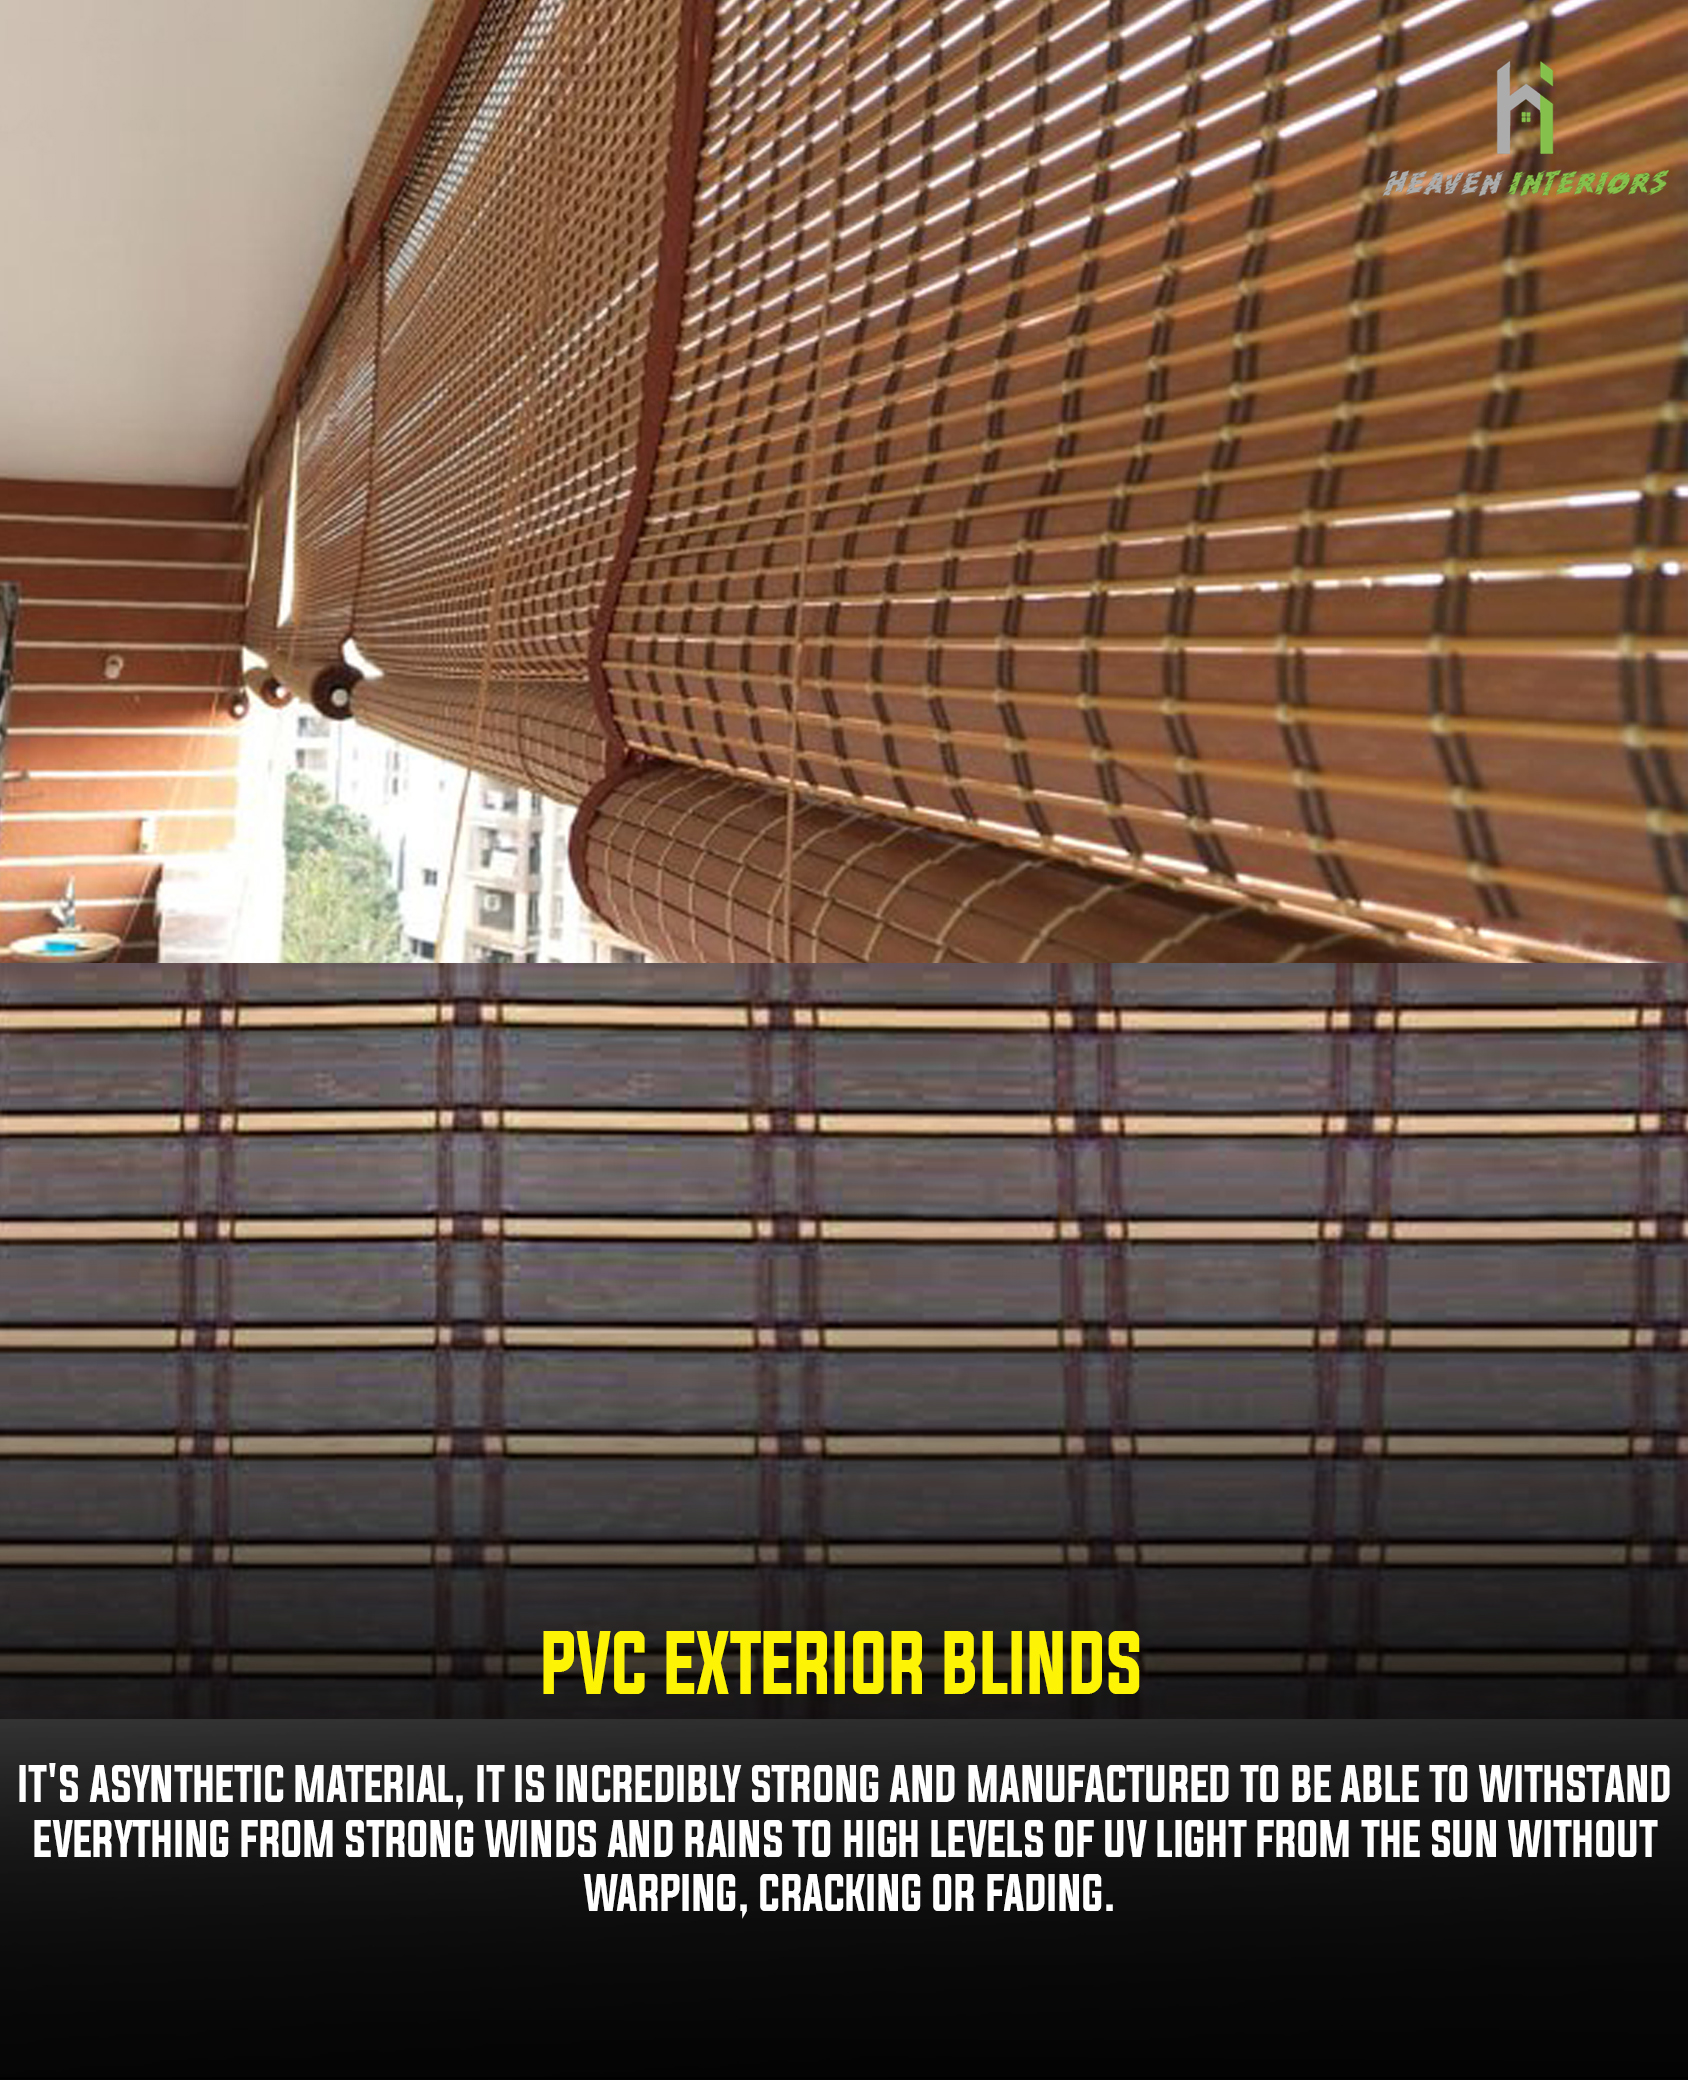 HEAVEN INTERIORS
PVC EXTERIOR BLINDS
IT'S ASYNTHETIC MATERIAL, IT IS INCREDIBLY STRONG AND MANUFACTURED TO BE ABLE TO WITHSTAND
EVERYTHING FROM STRONG WINDS AND RAINS TO HIGH LEVELS OF UV LIGHT FROM THE SUN WITHOUT
WARPING, CRACKING OR FADING.